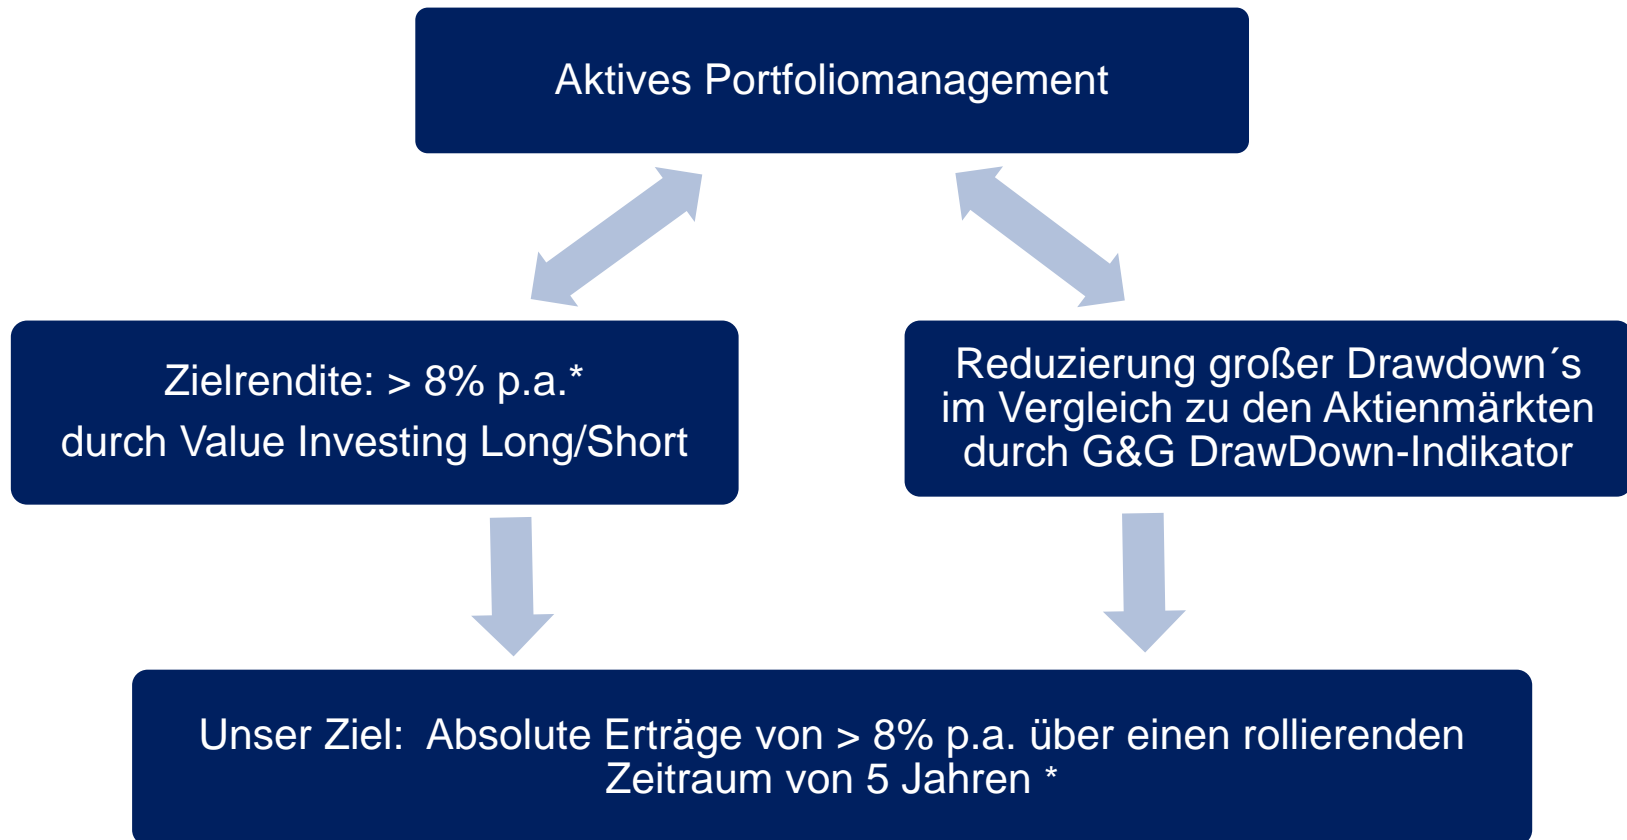 Aktives Portfoliomanagement
Zielrendite: > 8% p.a.*
durch Value Investing Long/Short
Reduzierung großer Drawdown´s
im Vergleich zu den Aktienmärkten
durch G&G DrawDown-Indikator
Unser Ziel:  Absolute Erträge von > 8% p.a. über einen rollierenden
Zeitraum von 5 Jahren *